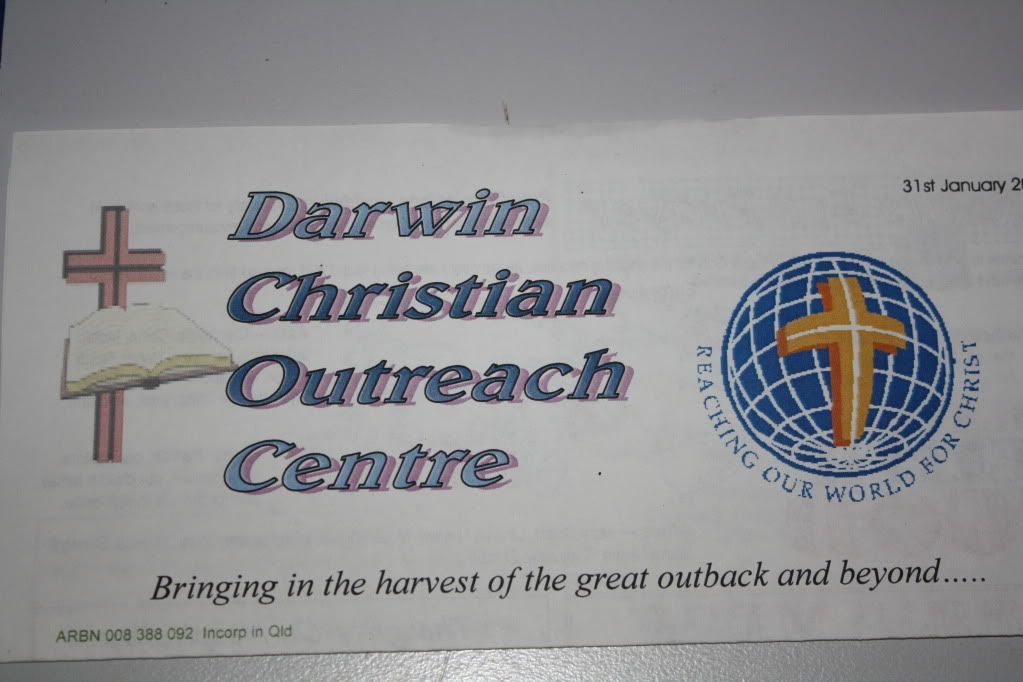 31st January 20
Darwin
Christian
Outreach
Centre
REACHING OUR WORLD FOR CHRIST
Bringing in the harvest of the great outback and beyond.....
ARBN 008 388 092 Incorp in Qld